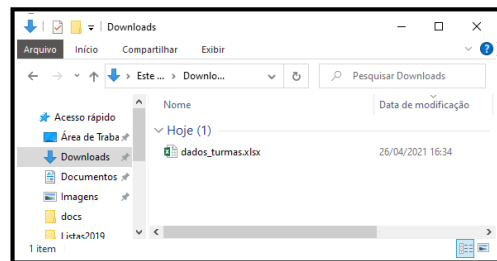 Downloads
Arquivo Início Compartilhar Exibir
Este ... Downlo... Pesquisar Downloads
Nome Data de modificação
Acesso rápido
Hoje (1)
Área de Traba
dados_turmas.xlsx 26/04/2021 16:34
Downloads
Documentos
Imagens
docs
Listas2019
1 item